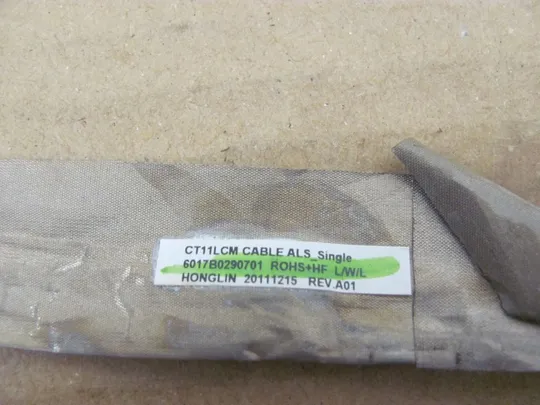 CT11LCM CABLE ALS_Single
6017B0290701 ROHS+HF L/W/L
HONGLIN 20111215 REV.A01